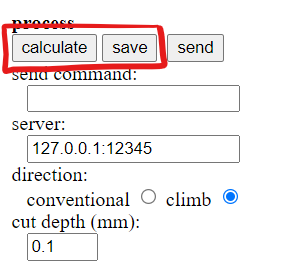 process
calculate save send
send command:
server:
127.0.0.1:12345
direction:
conventional climb
cut depth (mm):
0.1